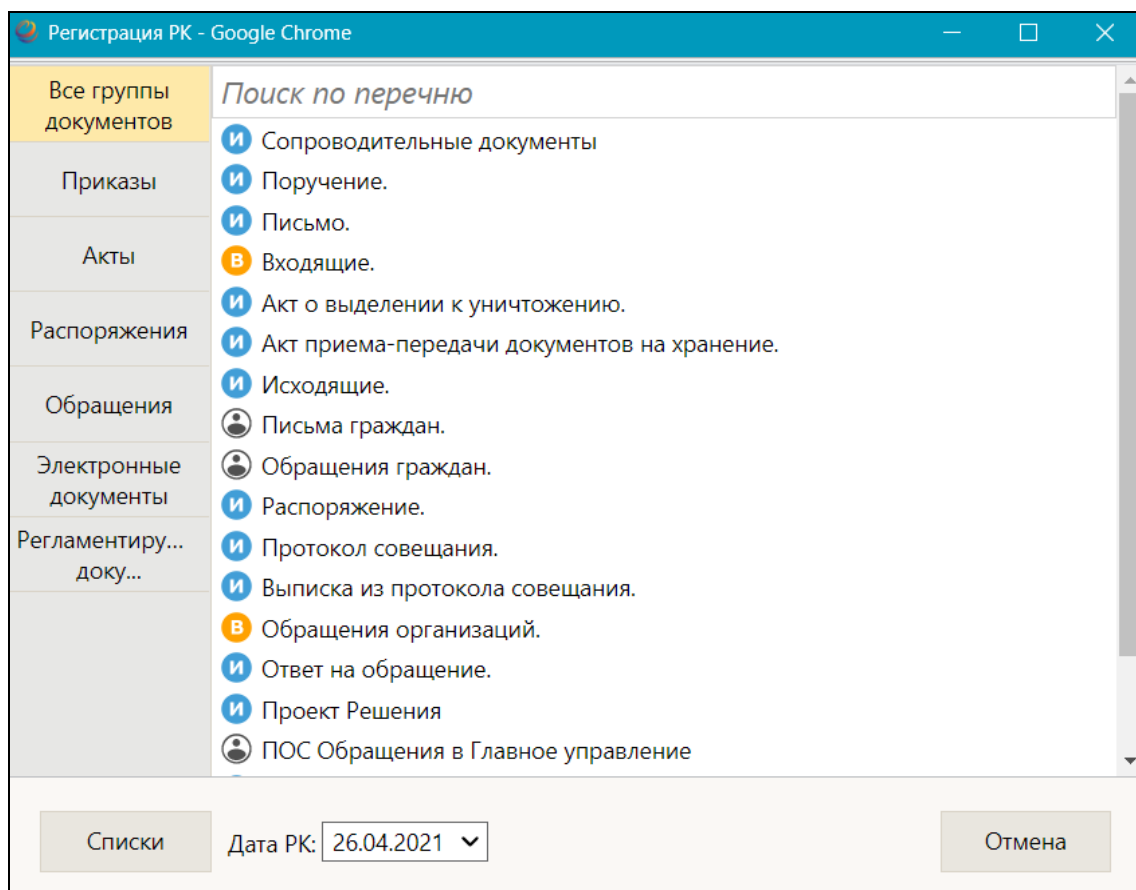 Регистрация РК - Google Chrome
Все группы
документов
Приказы
Акты
Распоряжения
Обращения
Электронные
документы
Регламентиру...
доку...
Поиск по перечню
И Сопроводительные документы
И Поручение.
И Письмо.
В Входящие.
И Акт о выделении к уничтожению.
И Акт приема-передачи документов на хранение.
И Исходящие.
Письма граждан.
Обращения граждан.
И Распоряжение.
И Протокол совещания.
И Выписка из протокола совещания.
В Обращения организаций.
И Ответ на обращение.
И Проект Решения
ПОС Обращения в Главное управление
Списки Дата РК: 26.04.2021 Отмена